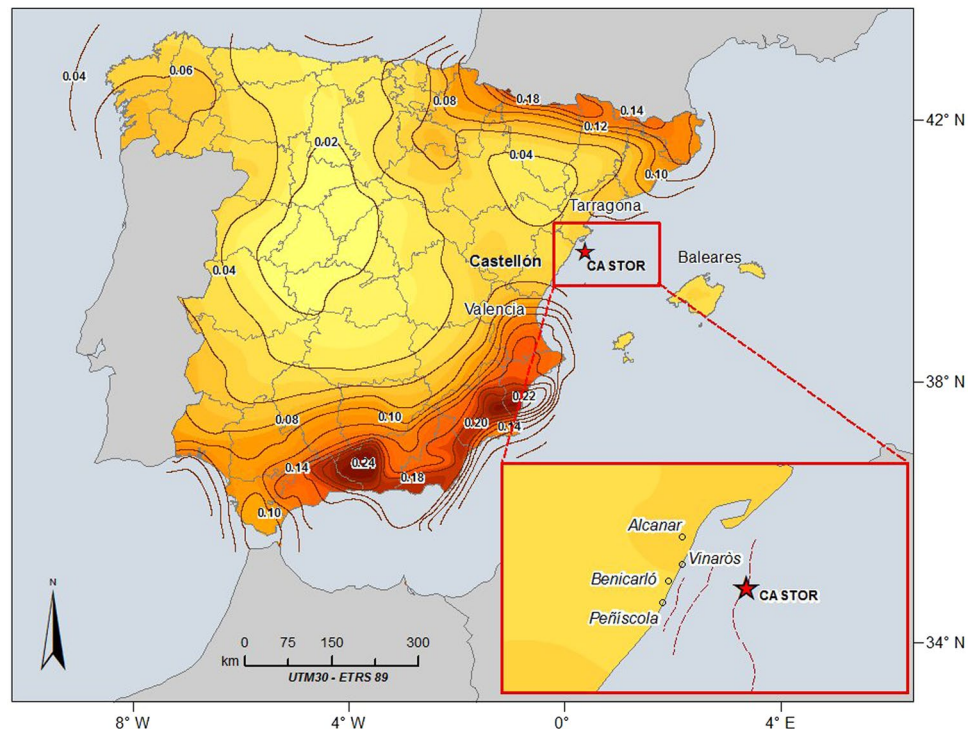 0.04
0.06
0.08
0.18
0.14
0.12
42° N
0.02
0.04
0.10
Tarragona
Castellón
CASTOR
Baleares
0.04
Valencia
38° N
0.22
0.08
0.10
0.20
0.14
0.14
0.24
0.18
0.10
Alcanar
Vinaròs
Benicarló
CASTOR
Peñíscola
N
0 75 150 300
km
UTM30 - ETRS 89
34° N
8° W
4° W
0°
4° E